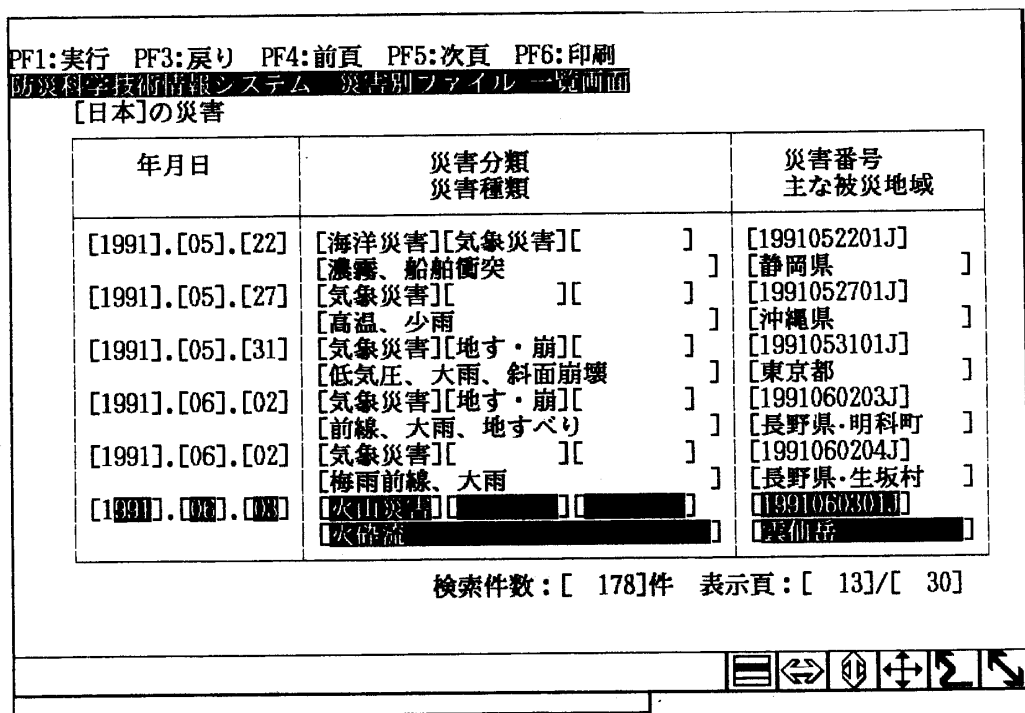 PF1:実行 PF3:戻り PF4:前頁 PF5:次頁 PF6:印刷
防災科学技術情報システム 災害別ファイル 一覧画面
[日本]の災害
年月日 災害分類 災害番号
災害種類 主な被災地域
[1991].[05].[22] [海洋災害][気象災害][ ] [1991052201J]
[濃霧、船舶衝突 ] [静岡県 ]
[1991].[05].[27] [気象災害][ ][ ] [1991052701J]
[高温、少雨 ] [沖縄県 ]
[1991].[05].[31] [気象災害][地す・崩][ ] [1991053101J]
[低気圧、大雨、斜面崩壊 ] [東京都 ]
[1991].[06].[02] [気象災害][地す・崩][ ] [1991060203J]
[前線、大雨、地すべり ] [長野県・明科町 ]
[1991].[06].[02] [気象災害][ ][ ] [1991060204J]
[梅雨前線、大雨 ] [長野県・生坂村 ]
[1991].[06].[03] [火山災害][ ][ ] [1991060301J]
[火砕流 ] [雲仙岳 ]
検索件数：[ 178]件 表示頁：[ 13]/[ 30]